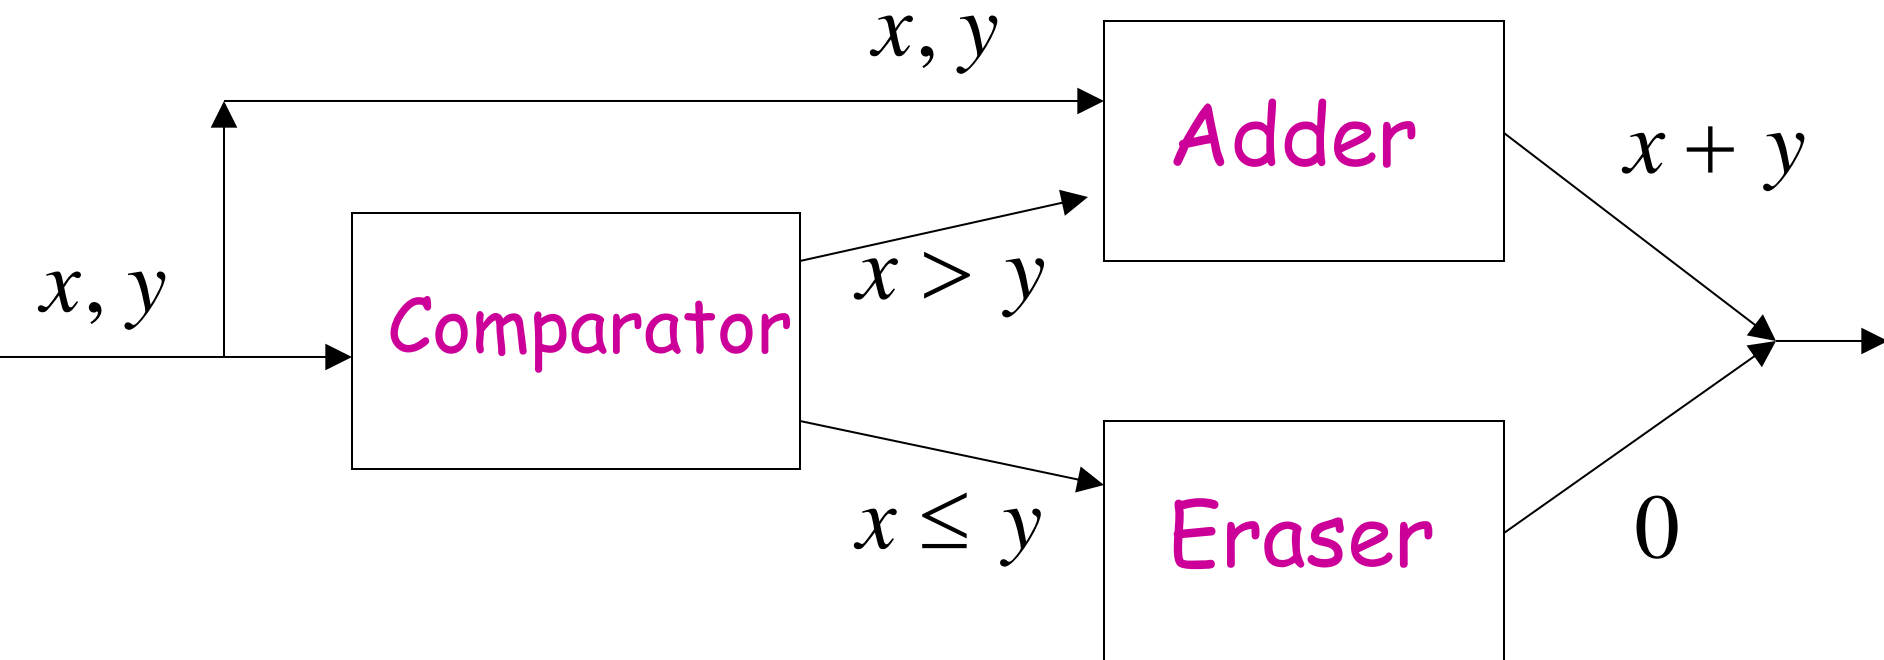 x, y
Adder
x + y
x, y
x > y
Comparator
x ≤ y
Eraser
0